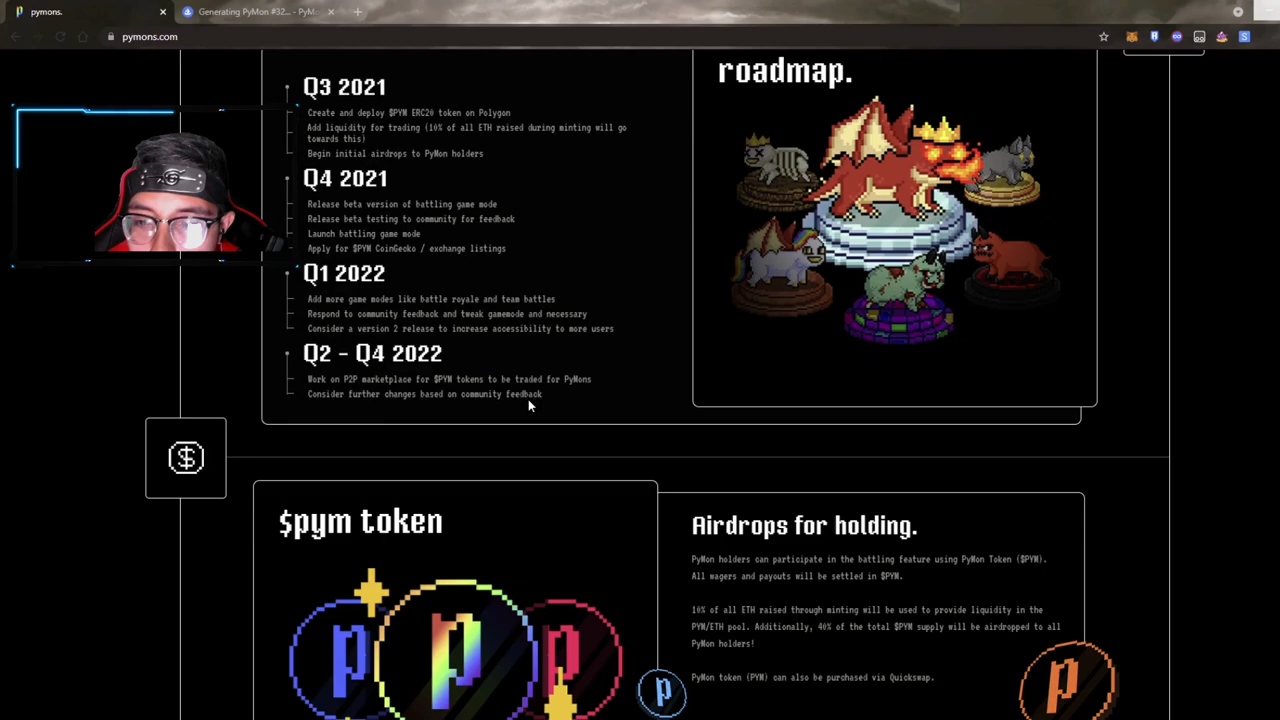 pymons.
Generating PyMon #32... - PyM
pymons.com
Q3 2021
Create and deploy $PYM ERC20 token on Polygon
Add liquidity for trading (10% of all ETH raised during minting will go
towards this)
Begin initial airdrops to PyMon holders
Q4 2021
Release beta version of battling game mode
Release beta testing to community for feedback
Launch battling game mode
Apply for $PYM CoinGecko / exchange listings
Q1 2022
Add more game modes like battle royale and team battles
Respond to community feedback and tweak gamemode and necessary
Consider a version 2 release to increase accessibility to more users
Q2 - Q4 2022
Work on P2P marketplace for $PYM tokens to be traded for PyMons
Consider further changes based on community feedback
roadmap.
$pym token
p p p
Airdrops for holding.
PyMon holders can participate in the battling feature using PyMon Token ($PYM).
All wagers and payouts will be settled in $PYM.
10% of all ETH raised through minting will be used to provide liquidity in the
PYM/ETH pool. Additionally, 40% of the total $PYM supply will be airdropped to all
PyMon holders!
PyMon token (PYM) can also be purchased via Quickswap.
p
p